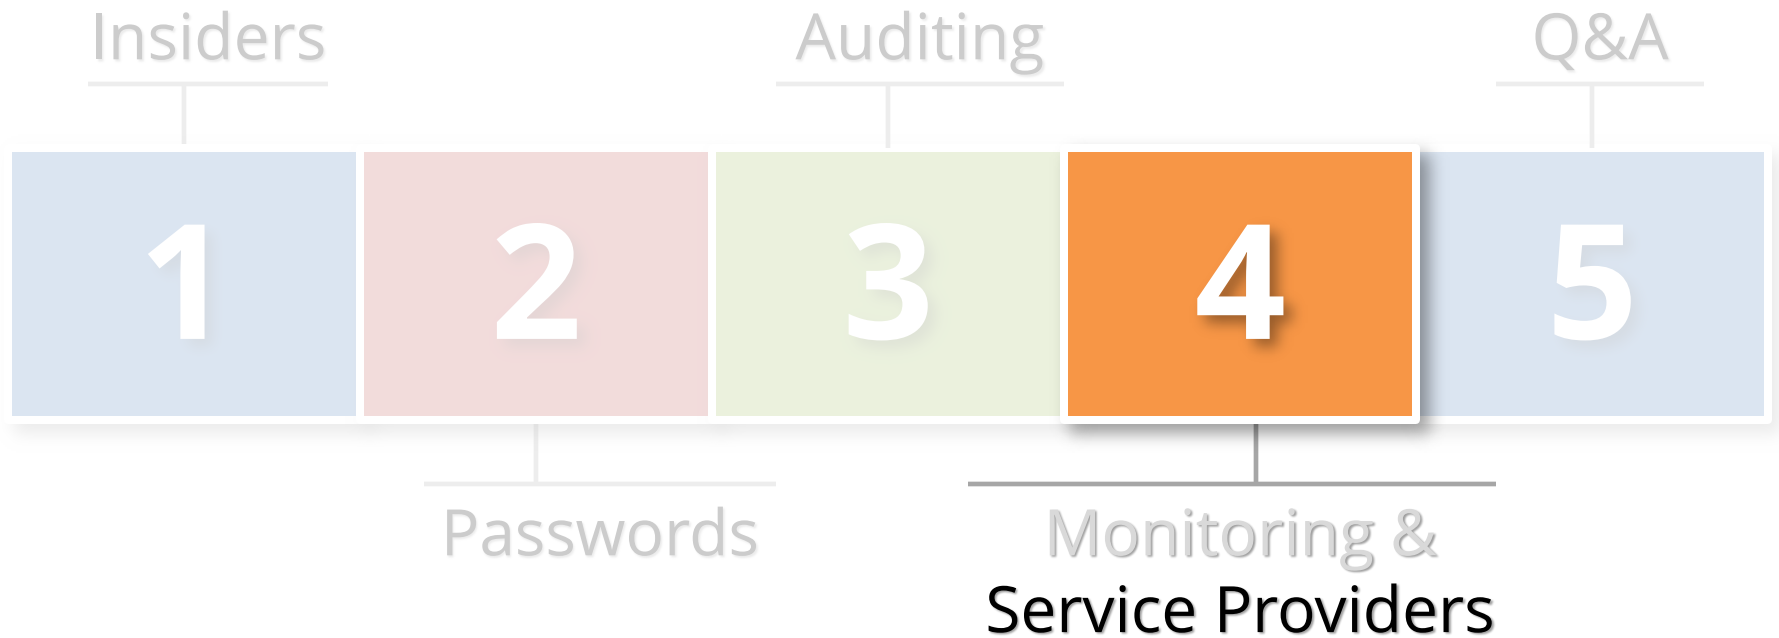 Insiders
Auditing
Q&A
1
2
3
4
5
Passwords
Monitoring &
Service Providers